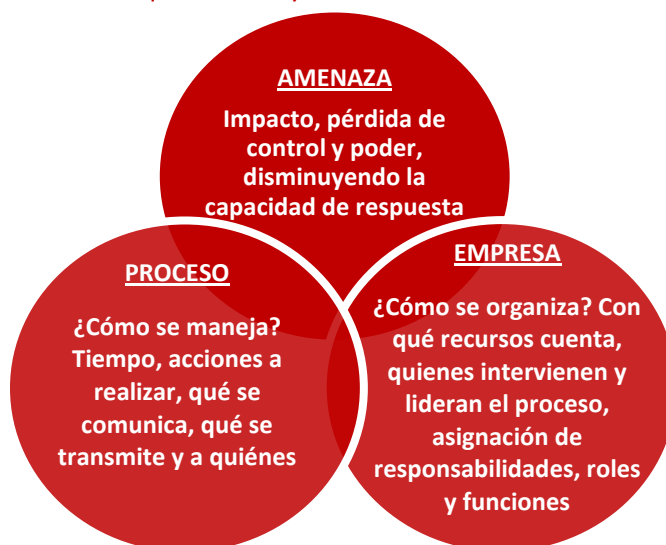 AMENAZA
Impacto, pérdida de
control y poder,
disminuyendo la
capacidad de respuesta
PROCESO
¿Cómo se maneja?
Tiempo, acciones a
realizar, qué se
comunica, qué se
transmite y a quiénes
EMPRESA
¿Cómo se organiza? Con
qué recursos cuenta,
quienes intervienen y
lideran el proceso,
asignación de
responsabilidades, roles
y funciones